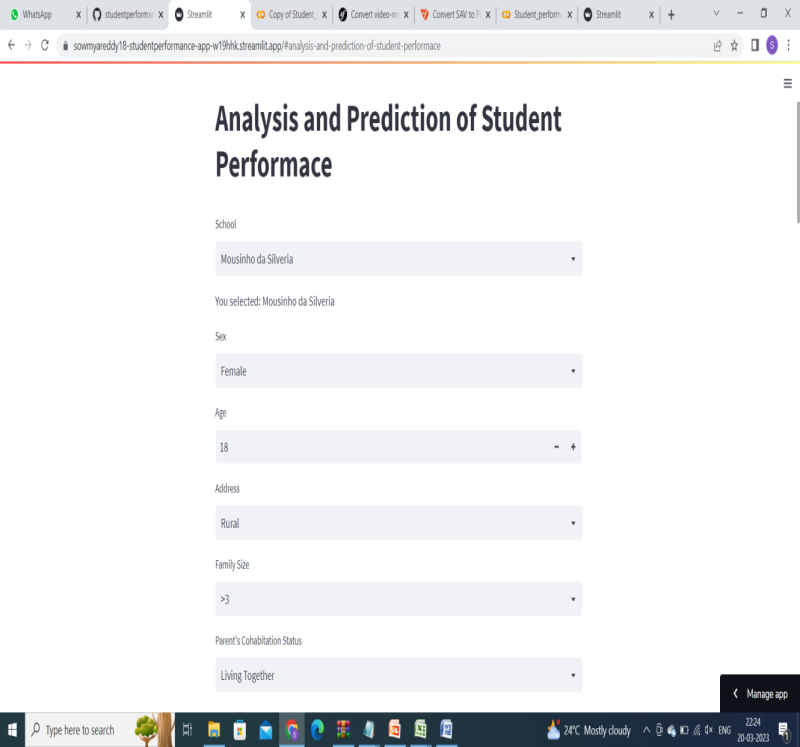 WhatsApp
studentperforma
Streamlit
Copy of Student_
Convert video-m
Convert SAV to P
Student_perform
Streamlit
sowmyareddy18-studentperformance-app-w19hhk.streamlit.app/#analysis-and-prediction-of-student-performace
S
Analysis and Prediction of Student
Performace
School
Mousinho da Silveria
You selected: Mousinho da Silveria
Sex
Female
Age
18
- +
Address
Rural
Family Size
>3
Parent's Cohabitation Status
Living Together
Manage app
Type here to search
24°C Mostly cloudy
ENG
22:24
20-03-2023
1